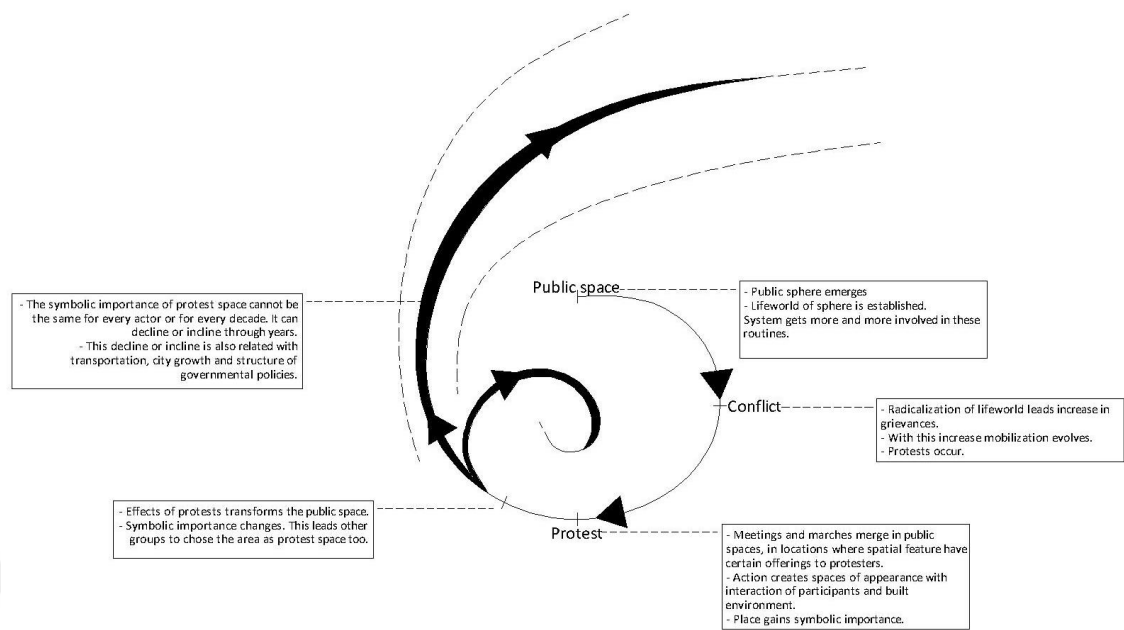 Public space
- Public sphere emerges
- Lifeworld of sphere is established.
System gets more and more involved in these
routines.
- The symbolic importance of protest space cannot be
the same for every actor or for every decade. It can
decline or incline through years.
- This decline or incline is also related with
transportation, city growth and structure of
governmental policies.
Conflict
- Radicalization of lifeworld leads increase in
grievances.
- With this increase mobilization evolves.
- Protests occur.
- Effects of protests transforms the public space.
- Symbolic importance changes. This leads other
groups to chose the area as protest space too.
Protest
- Meetings and marches merge in public
spaces, in locations where spatial feature have
certain offerings to protesters.
- Action creates spaces of appearance with
interaction of participants and built
environment.
- Place gains symbolic importance.